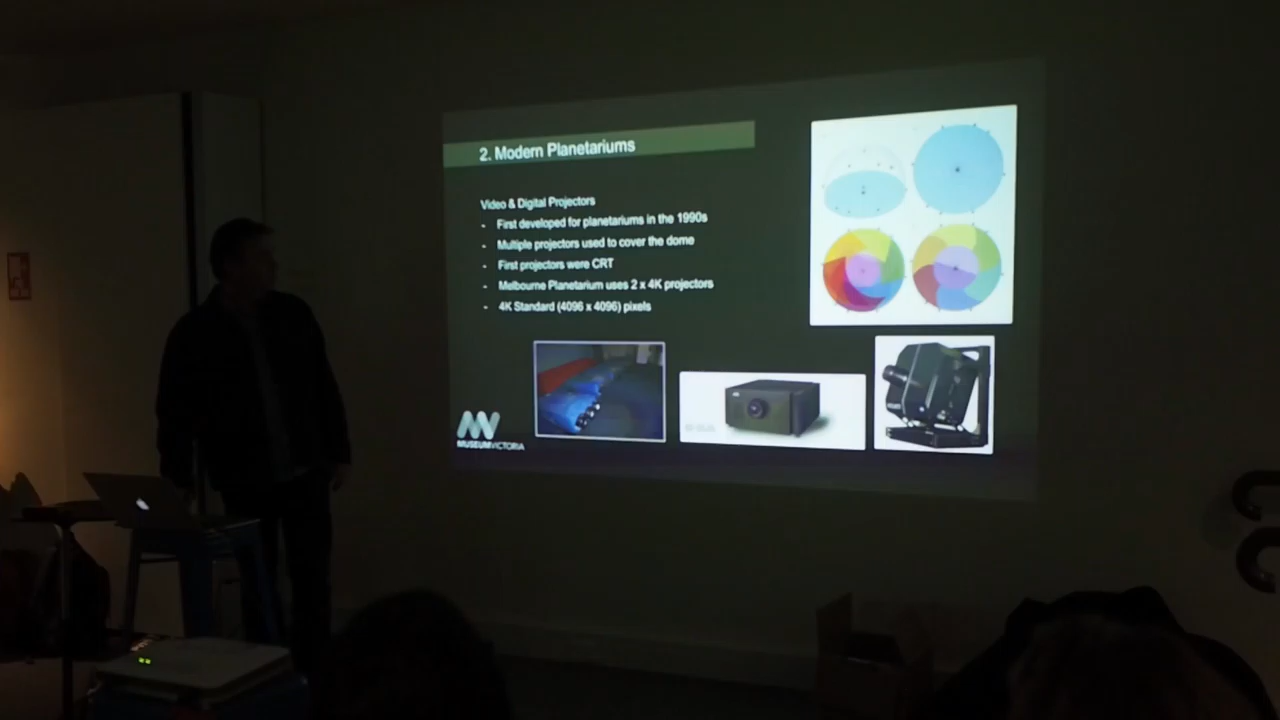 2. Modern Planetariums
Video & Digital Projectors
- First developed for planetariums in the 1990s
- Multiple projectors used to cover the dome
- First projectors were CRT
- Melbourne Planetarium uses 2 x 4K projectors
- 4K Standard (4096 x 4096) pixels
MUSEUMVICTORIA